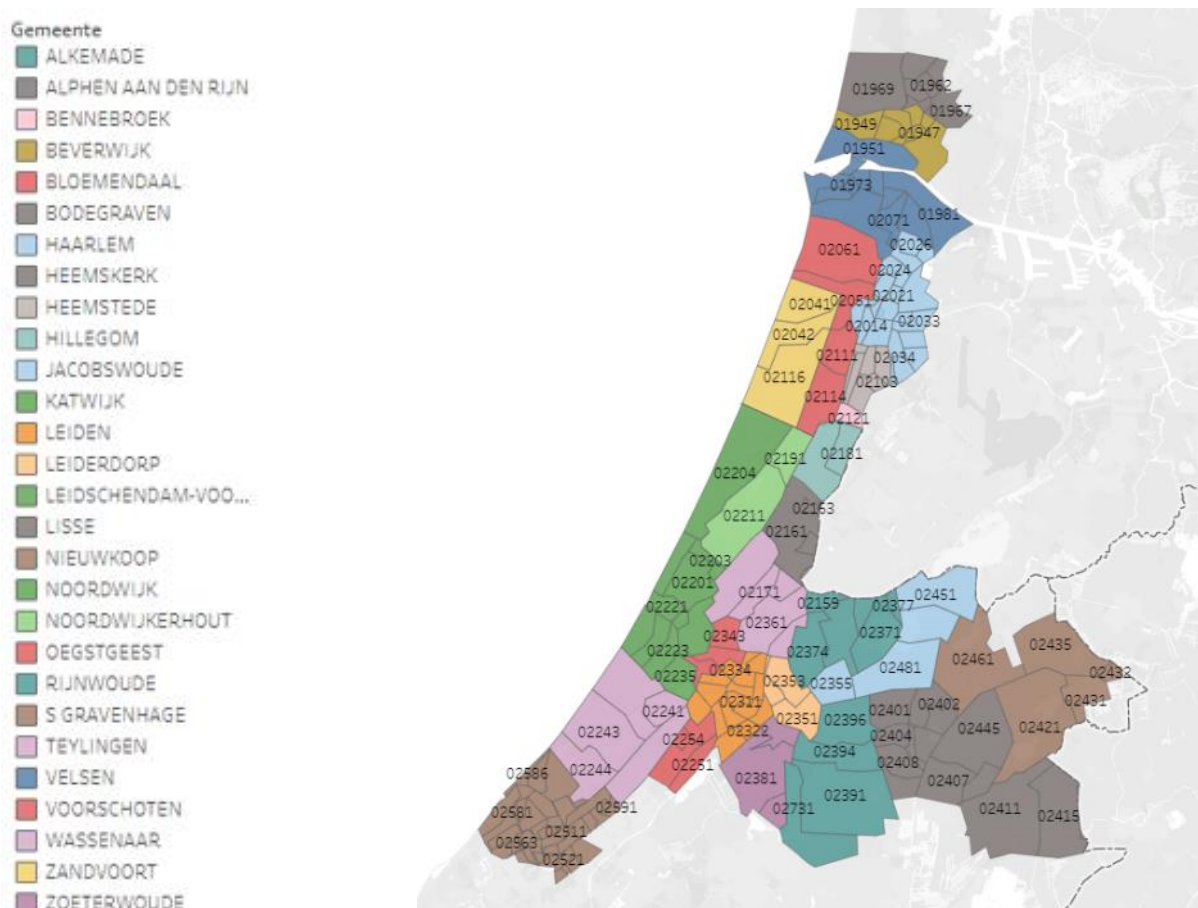 Gemeente
ALKEMADE
ALPHEN AAN DEN RIJN
BENNEBROEK
BEVERWIJK
BLOEMENDAAL
BODEGRAVEN
HAARLEM
HEEMSKERK
HEEMSTEDE
HILLEGOM
JACOBSWOUDE
KATWIJK
LEIDEN
LEIDERDORP
LEIDSCHENDAM-VOO...
LISSE
NIEUWKOOP
NOORDWIJK
NOORDWIJKERHOUT
OEGSTGEEST
RIJNWOUDE
S GRAVENHAGE
TEYLINGEN
VELSEN
VOORSCHOTEN
WASSENAAR
ZANDVOORT
ZOETERWOUDE
01969 01962
01967
01949 01947
01951
01973
02071 01981
02061 02026
02024
02041 02051 02021
02042 02014 02033
02111 02034
02116 02103
02114
02121
02191 02181
02204
02211 02163
02161
02203
02201 02171 02159 02377 02451
02221 02361 02371
02343 02374 02461 02435
02223 02334 02353 02355 02481 02432
02235 02431
02241 02311 02351 02396 02401 02402
02243 02254 02322 02404 02445 02421
02244 02251 02394 02408
02586 02381 02391 02407
02581 02591 02731 02411 02415
02563 02511
02521